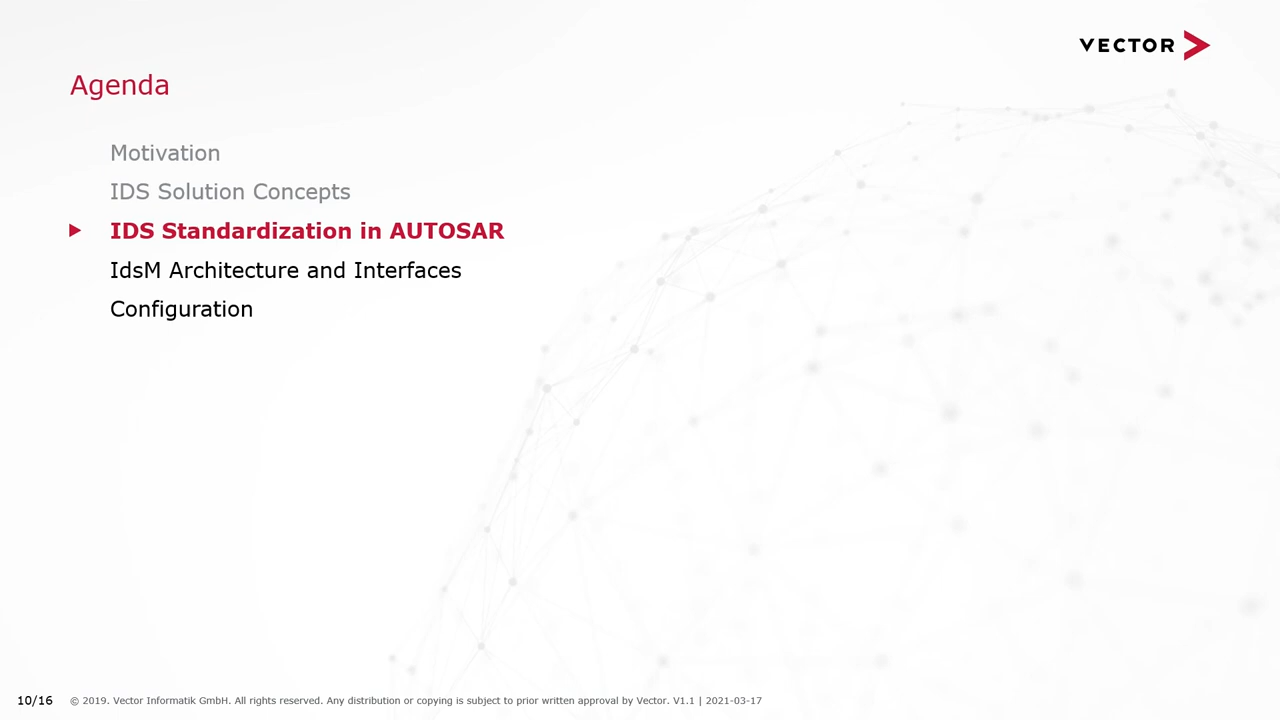 VECTOR
Agenda
Motivation
IDS Solution Concepts
IDS Standardization in AUTOSAR
IdsM Architecture and Interfaces
Configuration
10/16 © 2019. Vector Informatik GmbH. All rights reserved. Any distribution or copying is subject to prior written approval by Vector. V1.1 | 2021-03-17